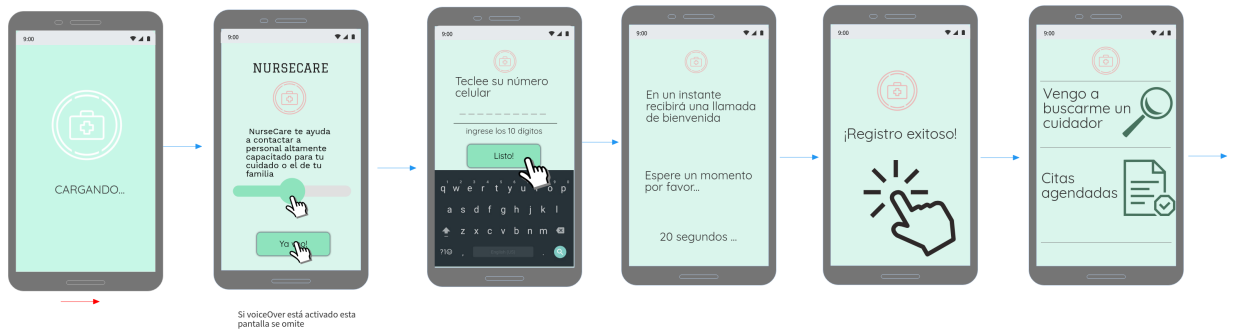 9:00
CARGANDO...
9:00
NURSECARE
NurseCare te ayuda
a contactar a
personal altamente
capacitado para tu
cuidado o el de tu
familia
Si voiceOver está activado esta
pantalla se omite
9:00
Teclee su número
celular
ingrese los 10 dígitos
Listo!
q w e r t y u o p
a s d f g h j k l
z x c v b n m
?1☺ , .
9:00
En un instante
recibirá una llamada
de bienvenida
Espere un momento
por favor...
20 segundos ...
9:00
¡Registro exitoso!
9:00
Vengo a
buscarme un
cuidador
Citas
agendadas